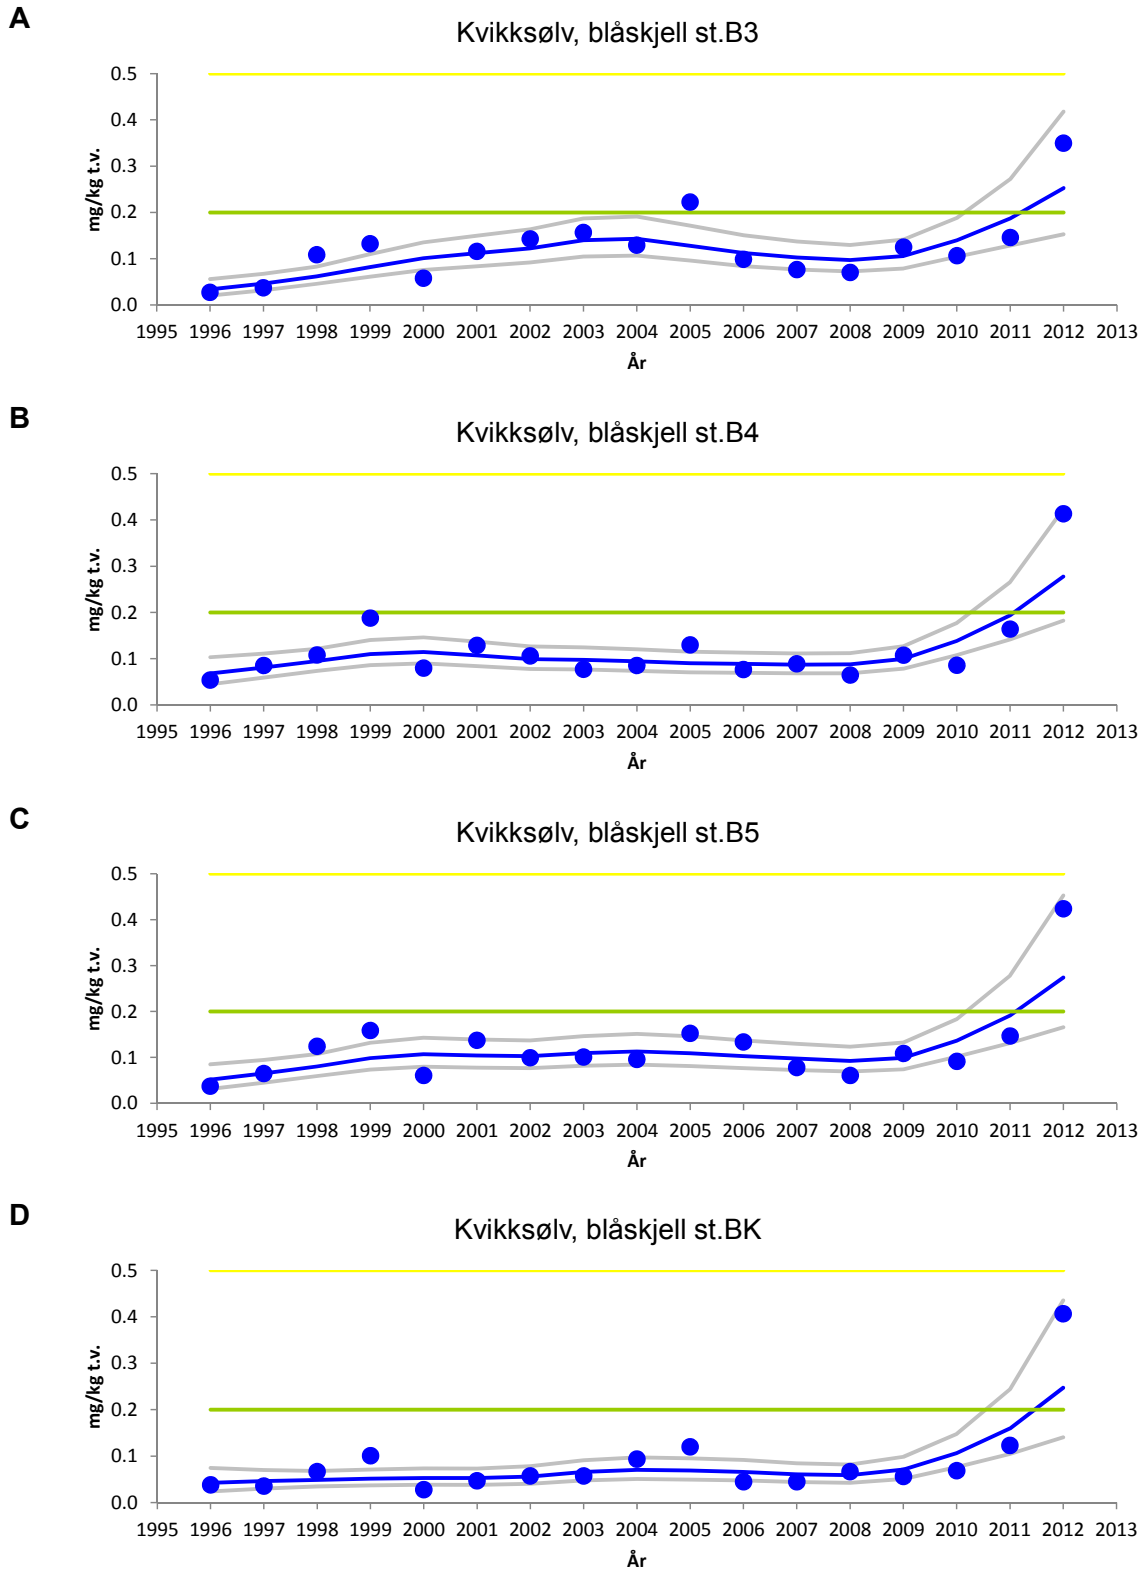 A
Kvikksølv, blåskjell st.B3
mg/kg t.v.
0.5
0.4
0.3
0.2
0.1
0.0
1995 1996 1997 1998 1999 2000 2001 2002 2003 2004 2005 2006 2007 2008 2009 2010 2011 2012 2013
År
B
Kvikksølv, blåskjell st.B4
mg/kg t.v.
0.5
0.4
0.3
0.2
0.1
0.0
1995 1996 1997 1998 1999 2000 2001 2002 2003 2004 2005 2006 2007 2008 2009 2010 2011 2012 2013
År
C
Kvikksølv, blåskjell st.B5
mg/kg t.v.
0.5
0.4
0.3
0.2
0.1
0.0
1995 1996 1997 1998 1999 2000 2001 2002 2003 2004 2005 2006 2007 2008 2009 2010 2011 2012 2013
År
D
Kvikksølv, blåskjell st.BK
mg/kg t.v.
0.5
0.4
0.3
0.2
0.1
0.0
1995 1996 1997 1998 1999 2000 2001 2002 2003 2004 2005 2006 2007 2008 2009 2010 2011 2012 2013
År